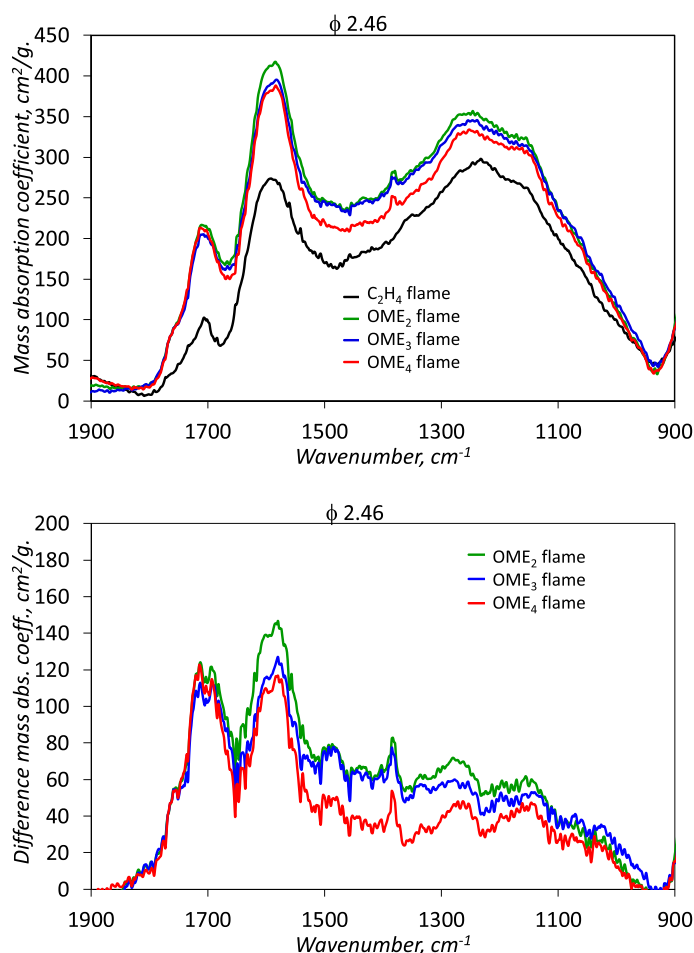 ϕ 2.46
Mass absorption coefficient, cm²/g.
450
400
350
300
250
200
150
100
50
0
C₂H₄ flame
OME₂ flame
OME₃ flame
OME₄ flame
1900 1700 1500 1300 1100 900
Wavenumber, cm⁻¹
ϕ 2.46
Difference mass abs. coeff., cm²/g.
200
180
160
140
120
100
80
60
40
20
0
OME₂ flame
OME₃ flame
OME₄ flame
1900 1700 1500 1300 1100 900
Wavenumber, cm⁻¹